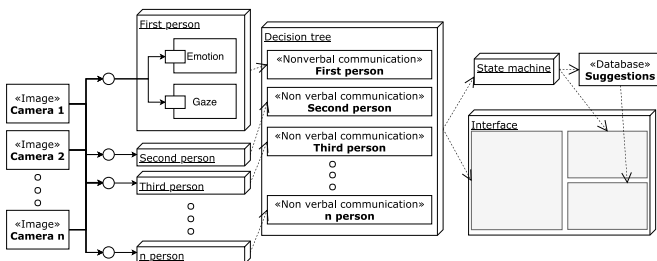 First person
Emotion
Gaze
«Image»
Camera 1
«Image»
Camera 2
«Image»
Camera n
Second person
Third person
n person
Decision tree
«Nonverbal communication»
First person
«Non verbal communication»
Second person
«Non verbal communication»
Third person
«Non verbal communication»
n person
State machine
«Database»
Suggestions
Interface